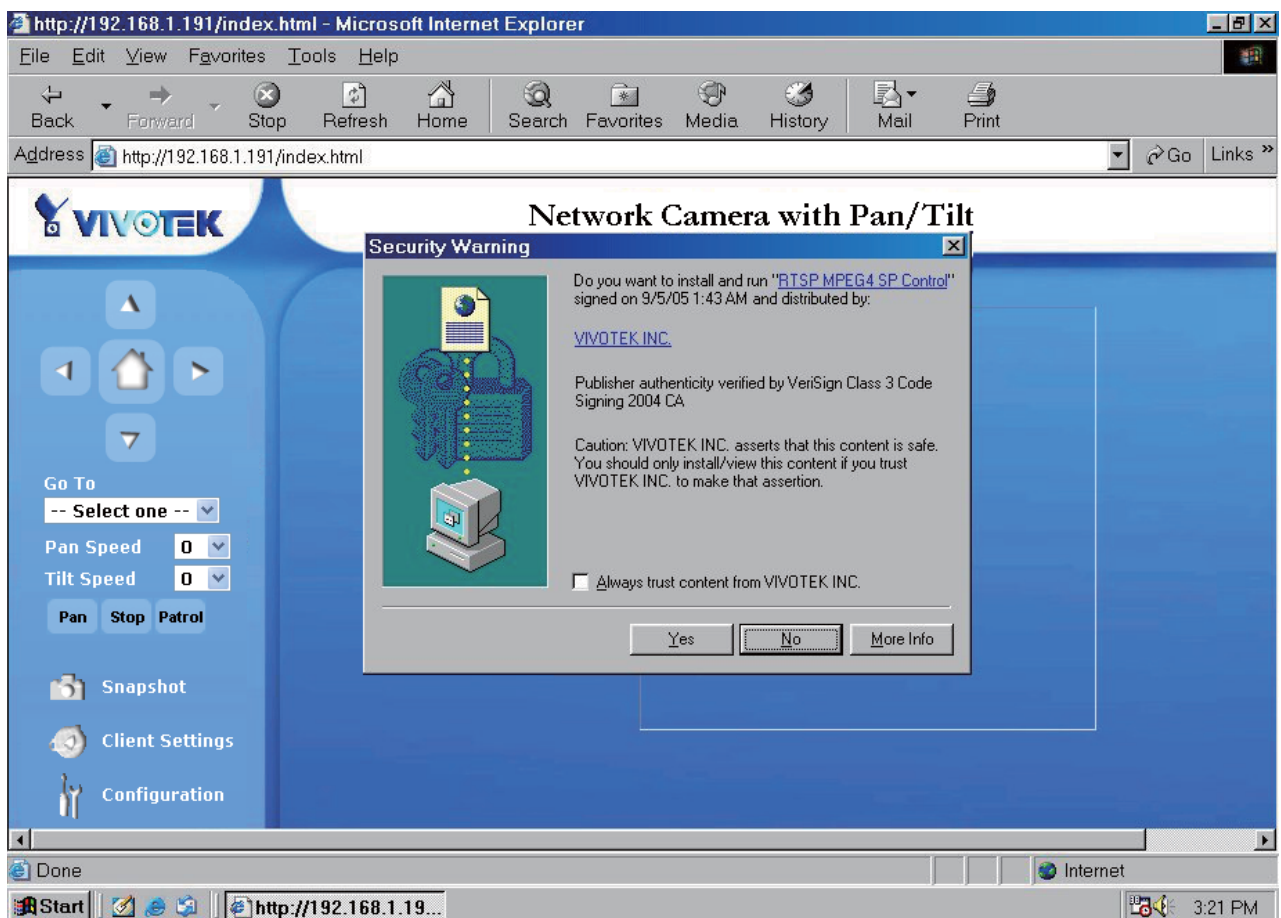 http://192.168.1.191/index.html - Microsoft Internet Explorer
File Edit View Favorites Tools Help
Back Forward Stop Refresh Home Search Favorites Media History Mail Print
Address http://192.168.1.191/index.html Go Links »
VIVOTEK
Network Camera with Pan/Tilt
Security Warning
Do you want to install and run "RTSP MPEG4 SP Control"
signed on 9/5/05 1:43 AM and distributed by:
VIVOTEK INC.
Publisher authenticity verified by VeriSign Class 3 Code
Signing 2004 CA
Caution: VIVOTEK INC. asserts that this content is safe.
You should only install/view this content if you trust
VIVOTEK INC. to make that assertion.
Always trust content from VIVOTEK INC.
Yes No More Info
Go To
-- Select one --
Pan Speed 0
Tilt Speed 0
Pan Stop Patrol
Snapshot
Client Settings
Configuration
Done Internet
Start http://192.168.1.19... 3:21 PM